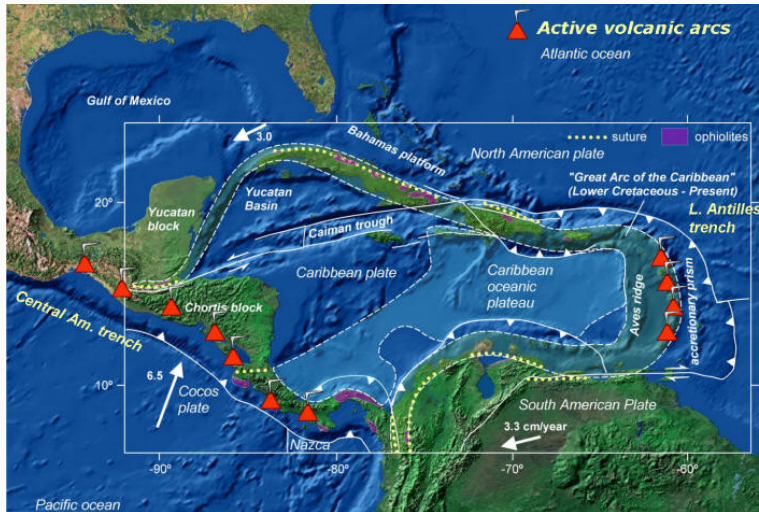 Active volcanic arcs
Atlantic ocean
Gulf of Mexico
3.0
Bahamas platform
suture
ophiolites
North American plate
"Great Arc of the Caribbean"
(Lower Cretaceous - Present)
20°
Yucatan
Basin
Yucatan
block
L. Antilles
trench
Caiman trough
Caribbean plate
Caribbean
oceanic
plateau
Aves ridge
accretionary prism
Central Am. trench
Chortis block
10°
6.5
Cocos
plate
South American Plate
3.3 cm/year
Nazca
-90°
-80°
-70°
-60°
Pacific ocean